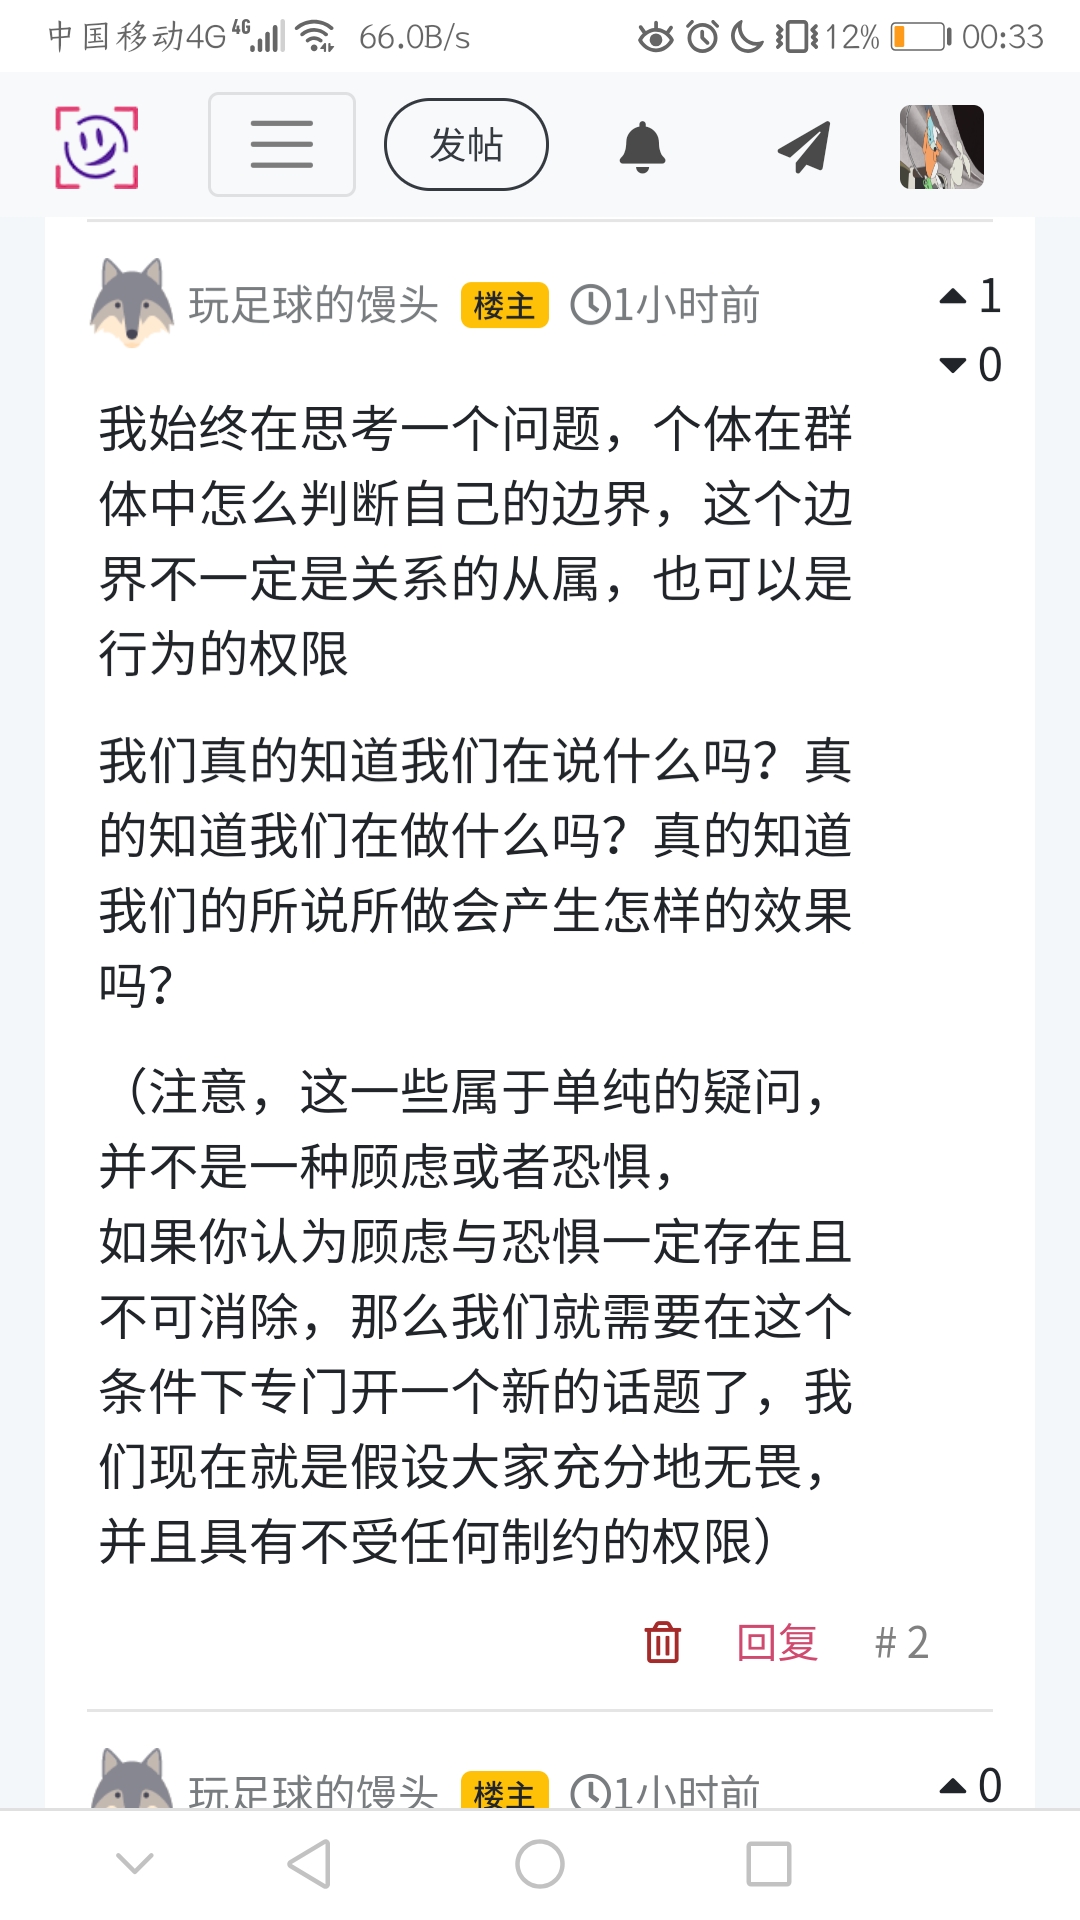 中国移动4G 4G 66.0B/s 12% 00:33
发帖
玩足球的馒头 楼主 1小时前 1
0
我始终在思考一个问题，个体在群
体中怎么判断自己的边界，这个边
界不一定是关系的从属，也可以是
行为的权限
我们真的知道我们在说什么吗？真
的知道我们在做什么吗？真的知道
我们的所说所做会产生怎样的效果
吗？
（注意，这一些属于单纯的疑问，
并不是一种顾虑或者恐惧，
如果你认为顾虑与恐惧一定存在且
不可消除，那么我们就需要在这个
条件下专门开一个新的话题了，我
们现在就是假设大家充分地无畏，
并且具有不受任何制约的权限）
回复 # 2
玩足球的馒头 楼主 1小时前 0